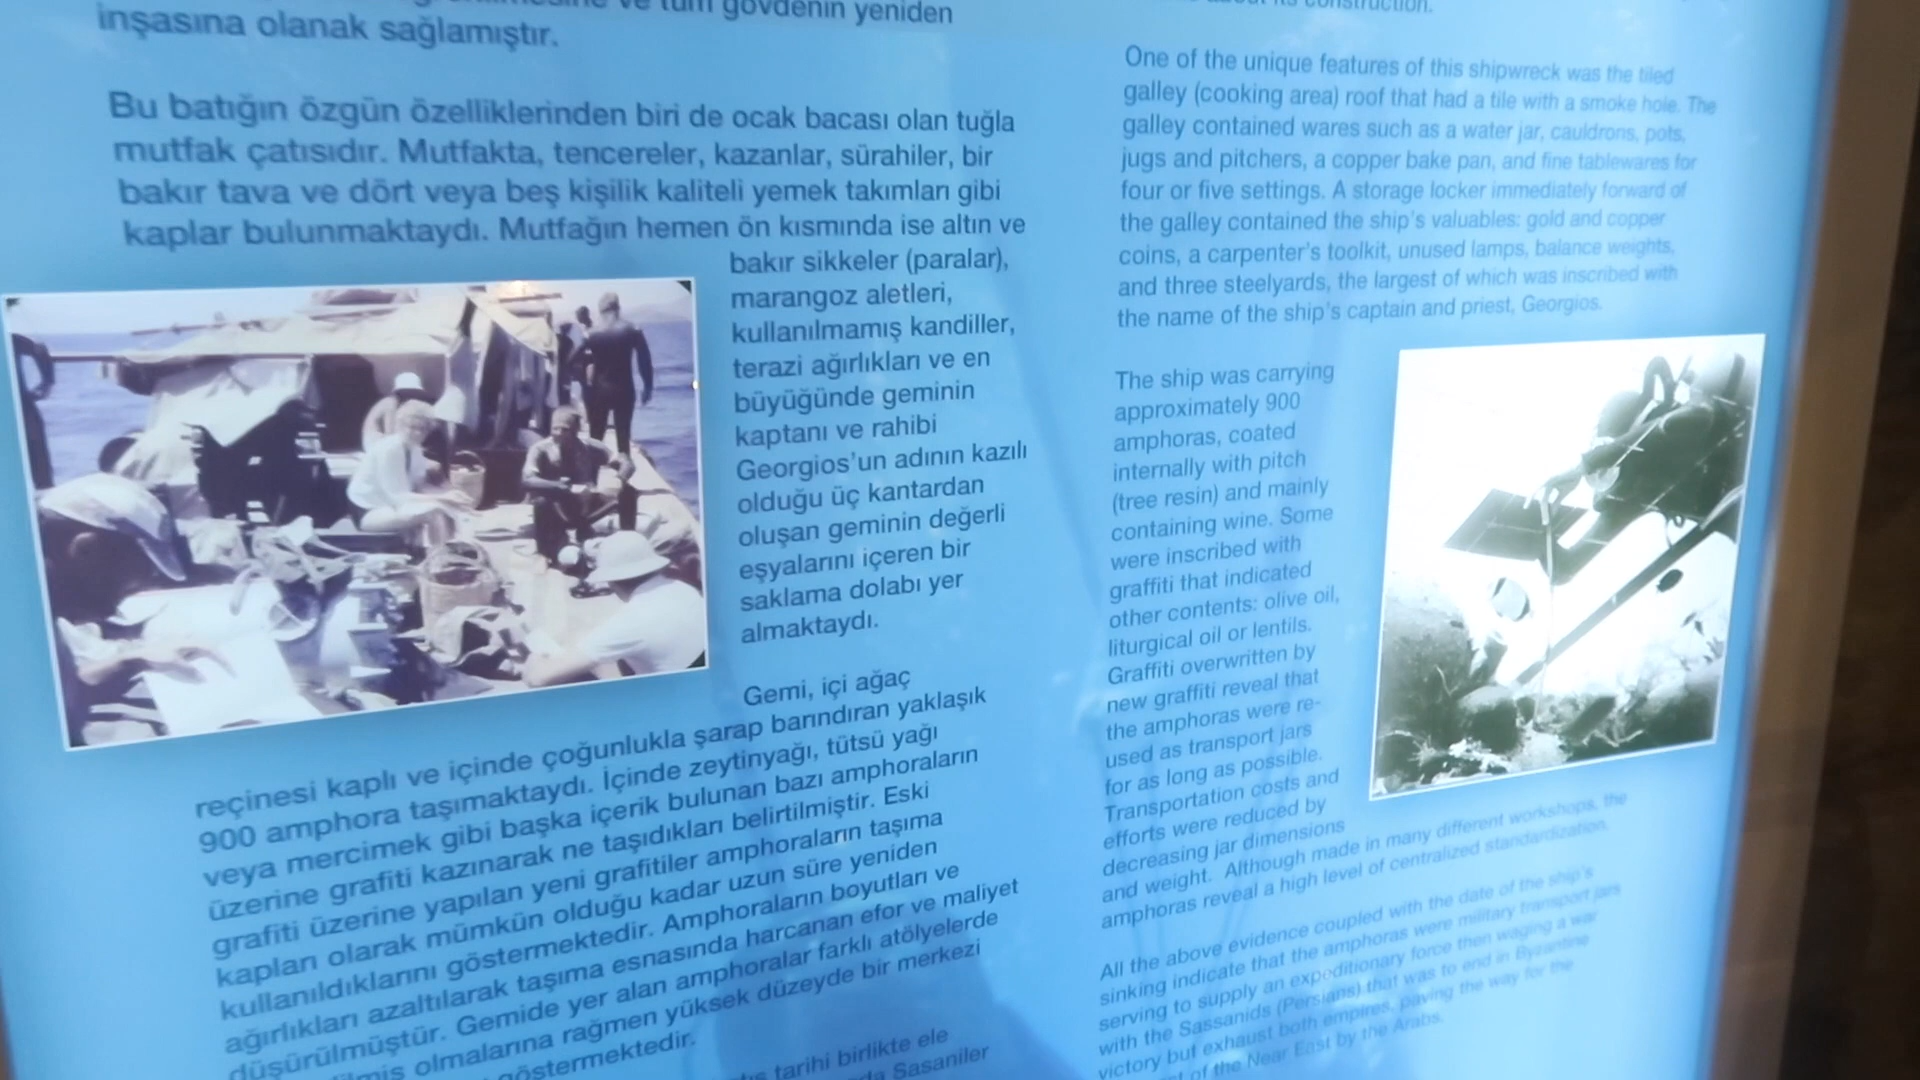 ve tüm gövdenin yeniden
inşasına olanak sağlamıştır.
Bu batığın özgün özelliklerinden biri de ocak bacası olan tuğla
mutfak çatısıdır. Mutfakta, tencereler, kazanlar, sürahiler, bir
bakır tava ve dört veya beş kişilik kaliteli yemek takımları gibi
kaplar bulunmaktaydı. Mutfağın hemen ön kısmında ise altın ve
bakır sikkeler (paralar),
marangoz aletleri,
kullanılmamış kandiller,
terazi ağırlıkları ve en
büyüğünde geminin
kaptanı ve rahibi
Georgios'un adının kazılı
olduğu üç kantardan
oluşan geminin değerli
eşyalarını içeren bir
saklama dolabı yer
almaktaydı.
Gemi, içi ağaç
reçinesi kaplı ve içinde çoğunlukla şarap barındıran yaklaşık
900 amphora taşımaktaydı. İçinde zeytinyağı, tütsü yağı
veya mercimek gibi başka içerik bulunan bazı amphoraların
üzerine grafiti kazınarak ne taşıdıkları belirtilmiştir. Eski
grafiti üzerine yapılan yeni grafitiler amphoraların taşıma
kapları olarak mümkün olduğu kadar uzun süre yeniden
kullanıldıklarını göstermektedir. Amphoraların boyutları ve
ağırlıkları azaltılarak taşıma esnasında harcanan efor ve maliyet
düşürülmüştür. Gemide yer alan amphoralar farklı atölyelerde
olmalarına rağmen yüksek düzeyde bir merkezi
göstermektedir.
tarihi birlikte ele
Sasaniler
about its construction.
One of the unique features of this shipwreck was the tiled
galley (cooking area) roof that had a tile with a smoke hole. The
galley contained wares such as a water jar, cauldrons, pots,
jugs and pitchers, a copper bake pan, and fine tablewares for
four or five settings. A storage locker immediately forward of
the galley contained the ship's valuables: gold and copper
coins, a carpenter's toolkit, unused lamps, balance weights,
and three steelyards, the largest of which was inscribed with
the name of the ship's captain and priest, Georgios.
The ship was carrying
approximately 900
amphoras, coated
internally with pitch
(tree resin) and mainly
containing wine. Some
were inscribed with
graffiti that indicated
other contents: olive oil,
liturgical oil or lentils.
Graffiti overwritten by
new graffiti reveal that
the amphoras were re-
used as transport jars
for as long as possible.
Transportation costs and
efforts were reduced by
decreasing jar dimensions
and weight. Although made in many different workshops, the
amphoras reveal a high level of centralized standardization.
All the above evidence coupled with the date of the ship's
sinking indicate that the amphoras were military transport jars
serving to supply an expeditionary force then waging a war
with the Sassanids (Persians) that was to end in Byzantine
victory but exhaust both empires, paving the way for the
of the Near East by the Arabs.